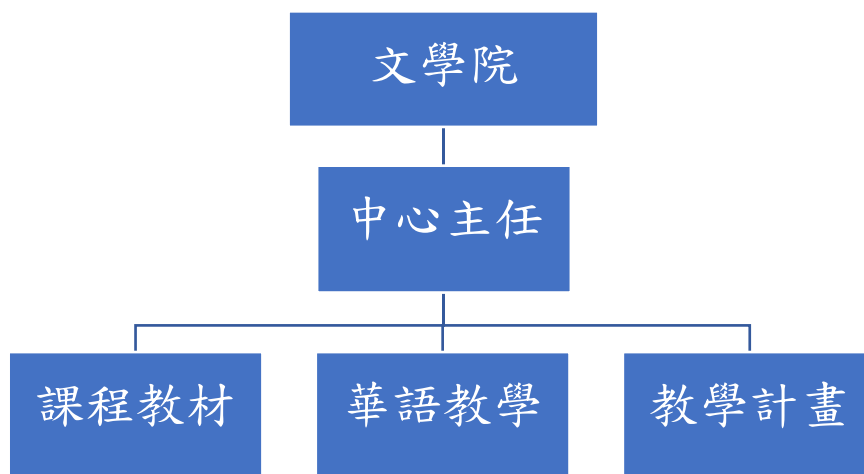 文學院
中心主任
課程教材
華語教學
教學計畫